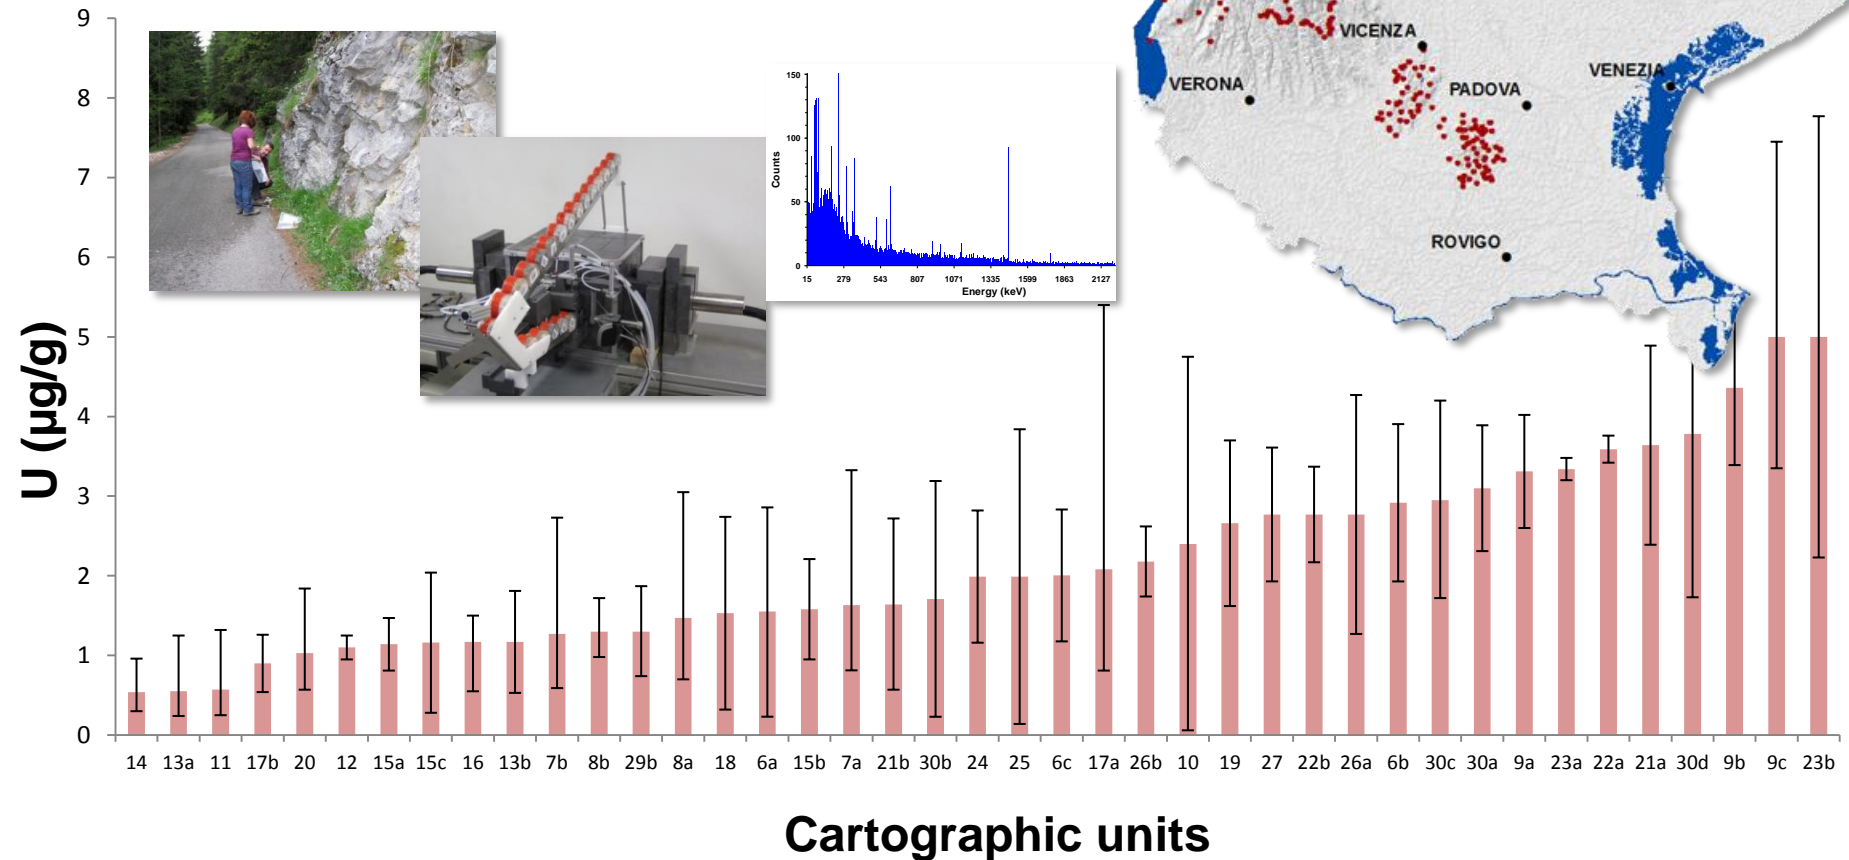 U (µg/g)
9
8
7
6
5
4
3
2
1
0
Counts
150
100
50
0
15 279 543 807 1071 1335 1599 1863 2127
Energy (keV)
VICENZA
VERONA
PADOVA
VENEZIA
ROVIGO
14 13a 11 17b 20 12 15a 15c 16 13b 7b 8b 29b 8a 18 6a 15b 7a 21b 30b 24 25 6c 17a 26b 10 19 27 22b 26a 6b 30c 30a 9a 23a 22a 21a 30d 9b 9c 23b
Cartographic units